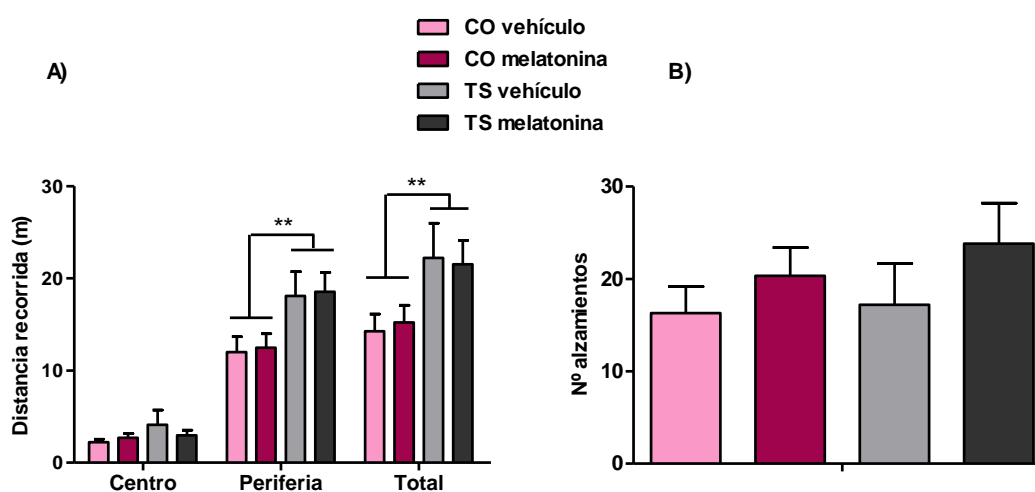 CO vehículo
CO melatonina
TS vehículo
TS melatonina
A)
B)
Distancia recorrida (m)
30
20
10
0
**
**
Centro
Periferia
Total
Nº alzamientos
30
20
10
0